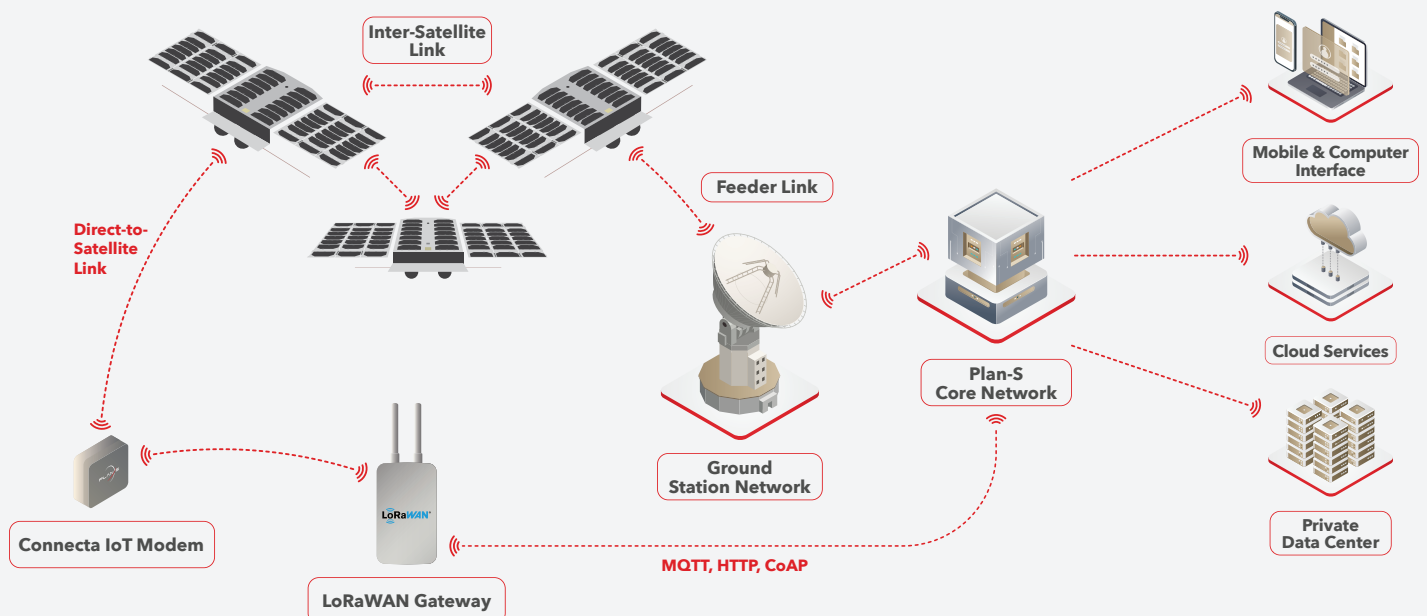 Inter-Satellite
Link
Direct-to-
Satellite
Link
Feeder Link
Mobile & Computer
Interface
Cloud Services
Plan-S
Core Network
Ground
Station Network
Private
Data Center
PLAN-S
Connecta IoT Modem
LoRaWAN
LoRaWAN Gateway
MQTT, HTTP, CoAP